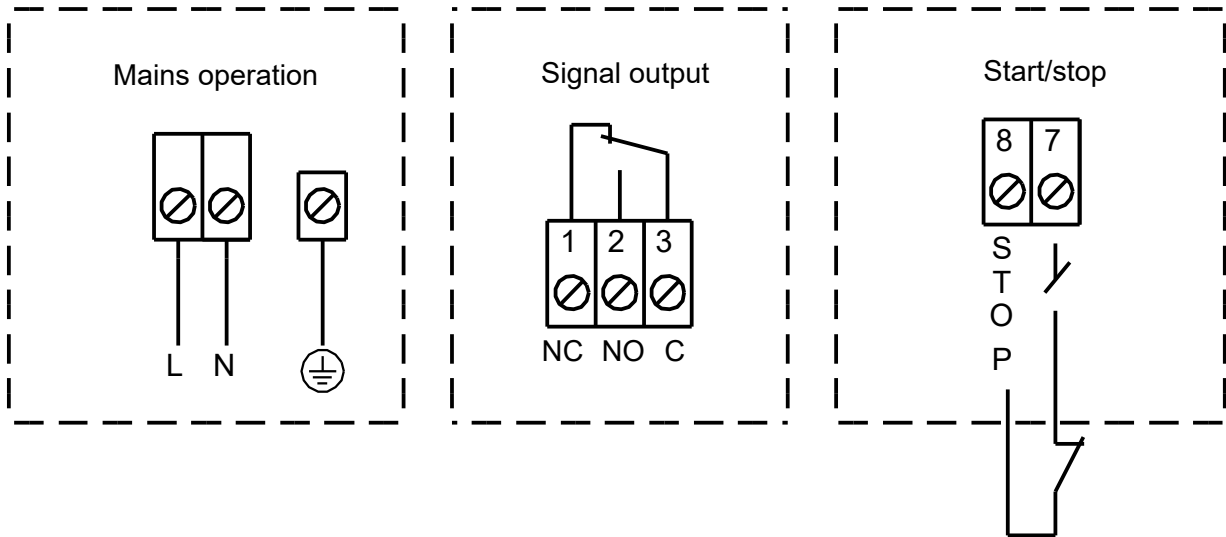 Mains operation
L N
Signal output
1 2 3
NC NO C
Start/stop
8 7
S
T
O
P